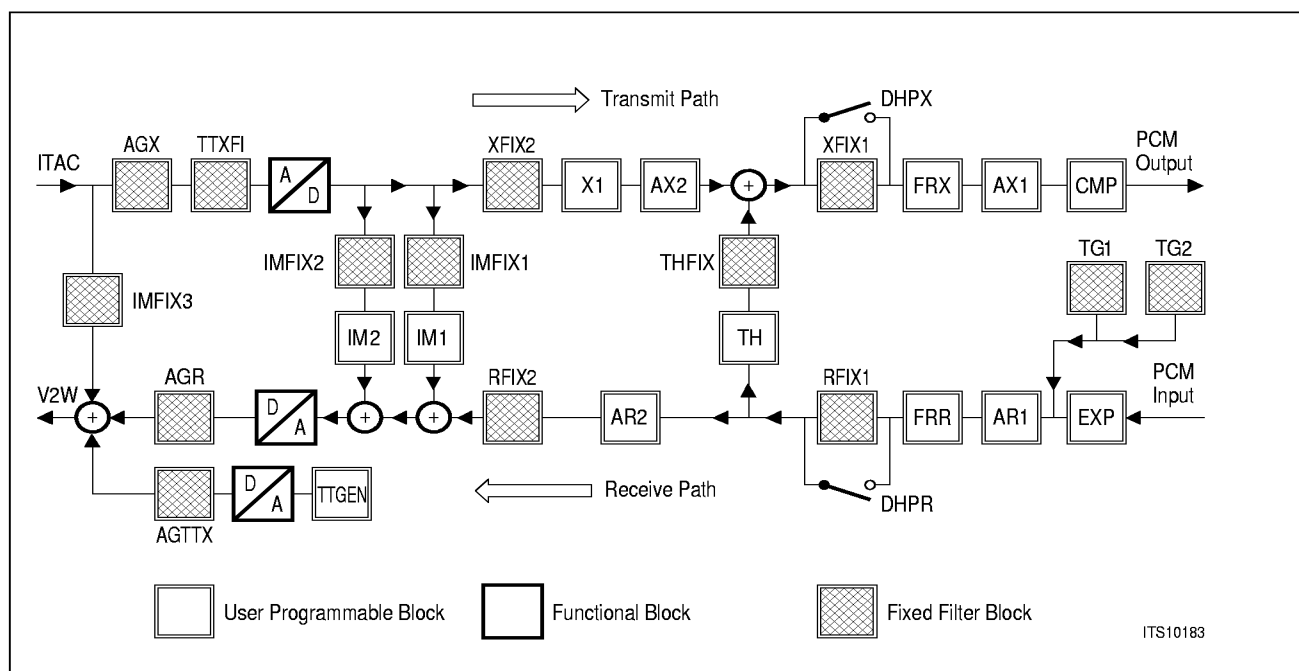 Transmit Path
DHPX
ITAC
AGX
TTXFI
A
D
XFIX2
X1
AX2
+
XFIX1
FRX
AX1
CMP
PCM
Output
IMFIX3
IMFIX2
IMFIX1
THFIX
TG1
TG2
IM2
IM1
TH
V2W
+
AGR
D
A
+
+
RFIX2
AR2
RFIX1
FRR
AR1
EXP
PCM
Input
AGTTX
D
A
TTGEN
Receive Path
DHPR
User Programmable Block
Functional Block
Fixed Filter Block
ITS10183